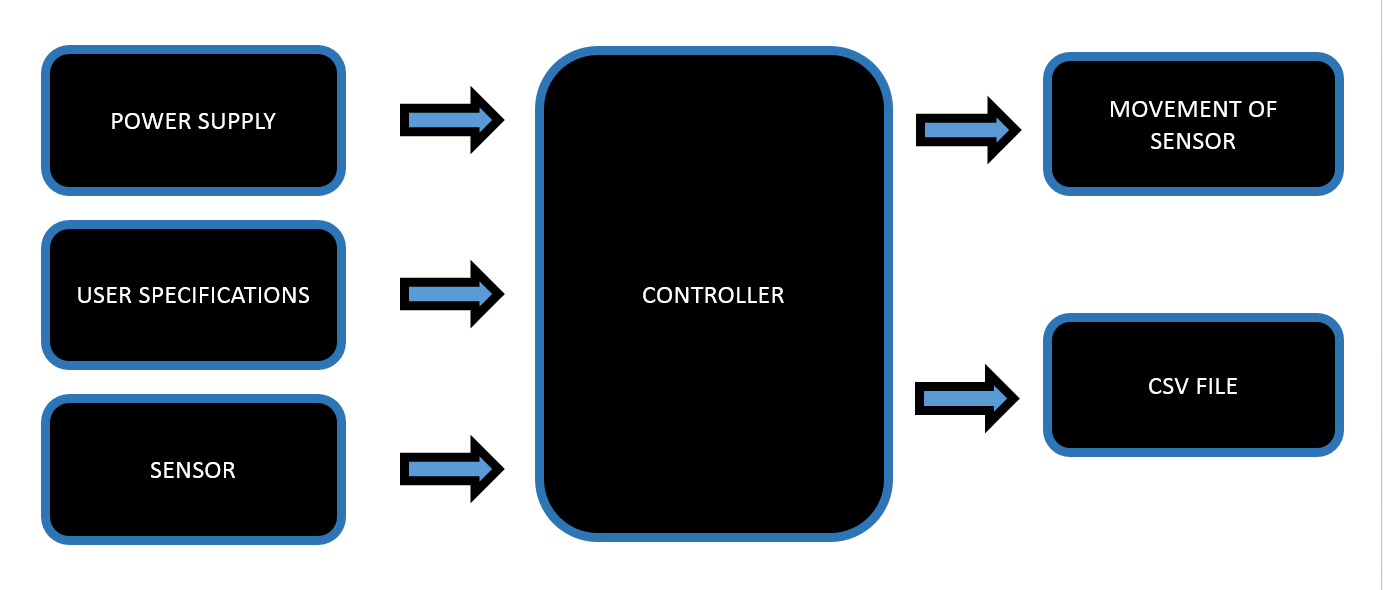 POWER SUPPLY
USER SPECIFICATIONS
SENSOR
CONTROLLER
MOVEMENT OF
SENSOR
CSV FILE